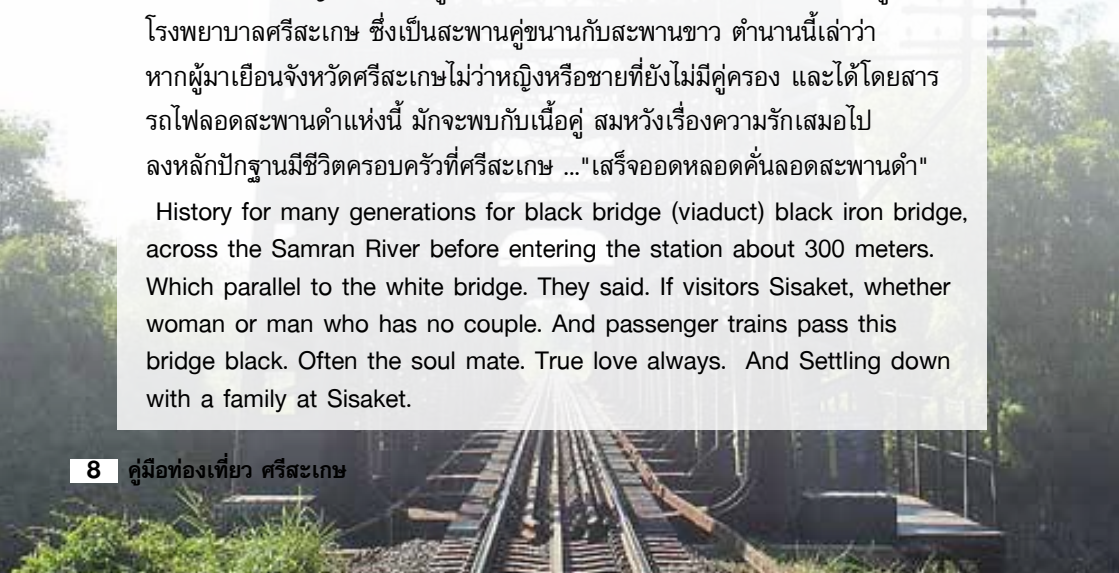 โรงพยาบาลศรีสะเกษ ซึ่งเป็นสะพานคู่ขนานกับสะพานขาว ตำนานนี้เล่าว่า
หากผู้มาเยือนจังหวัดศรีสะเกษไม่ว่าหญิงหรือชายที่ยังไม่มีคู่ครอง และได้โดยสาร
รถไฟลอดสะพานดำแห่งนี้ มักจะพบกับเนื้อคู่ สมหวังเรื่องความรักเสมอไป
ลงหลักปักฐานมีชีวิตครอบครัวที่ศรีสะเกษ ..."เสร็จออดหลอดคั่นลอดสะพานดำ"
History for many generations for black bridge (viaduct) black iron bridge,
across the Samran River before entering the station about 300 meters.
Which parallel to the white bridge. They said. If visitors Sisaket, whether
woman or man who has no couple. And passenger trains pass this
bridge black. Often the soul mate. True love always. And Settling down
with a family at Sisaket.
8 คู่มือท่องเที่ยว ศรีสะเกษ